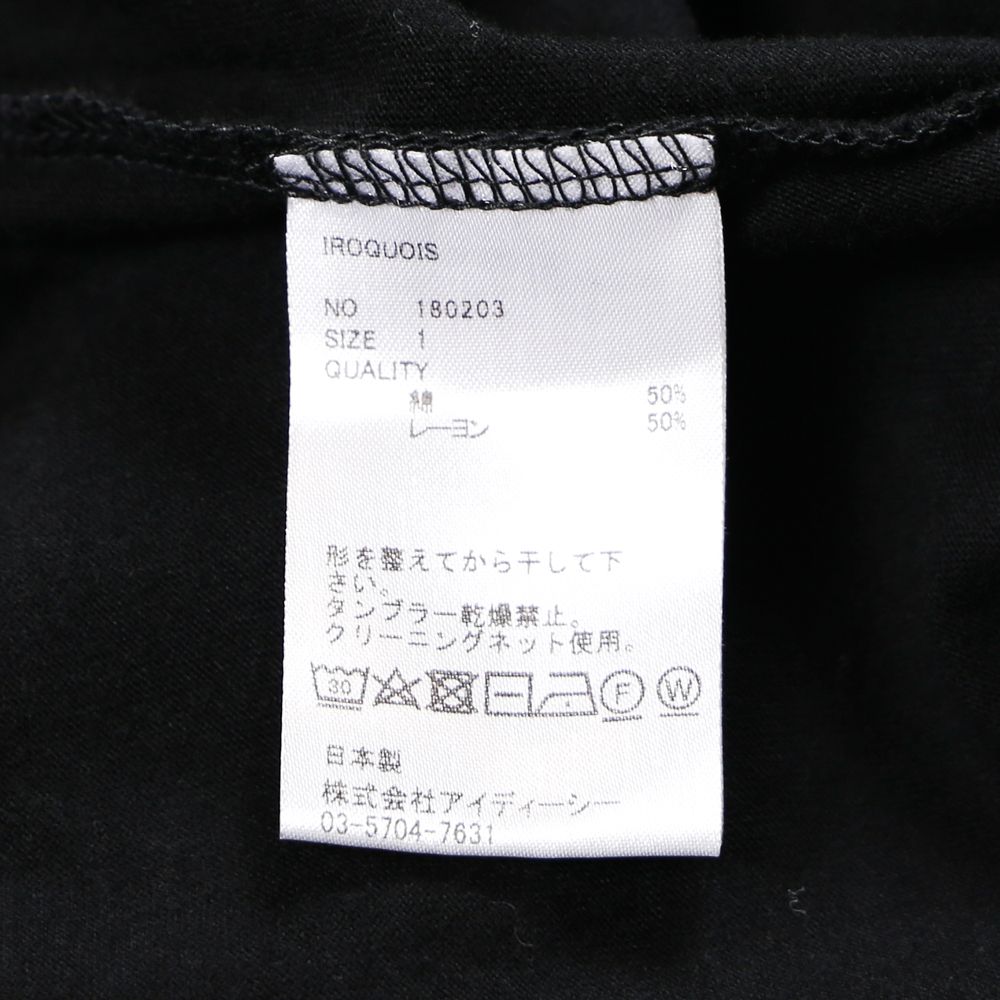 IROQUOIS
NO 180203
SIZE 1
QUALITY
綿 50%
レーヨン 50%
形を整えてから干して下
さい。
タンブラー乾燥禁止。
クリーニングネット使用。
30 F W
日本製
株式会社アイディーシー
03-5704-7631